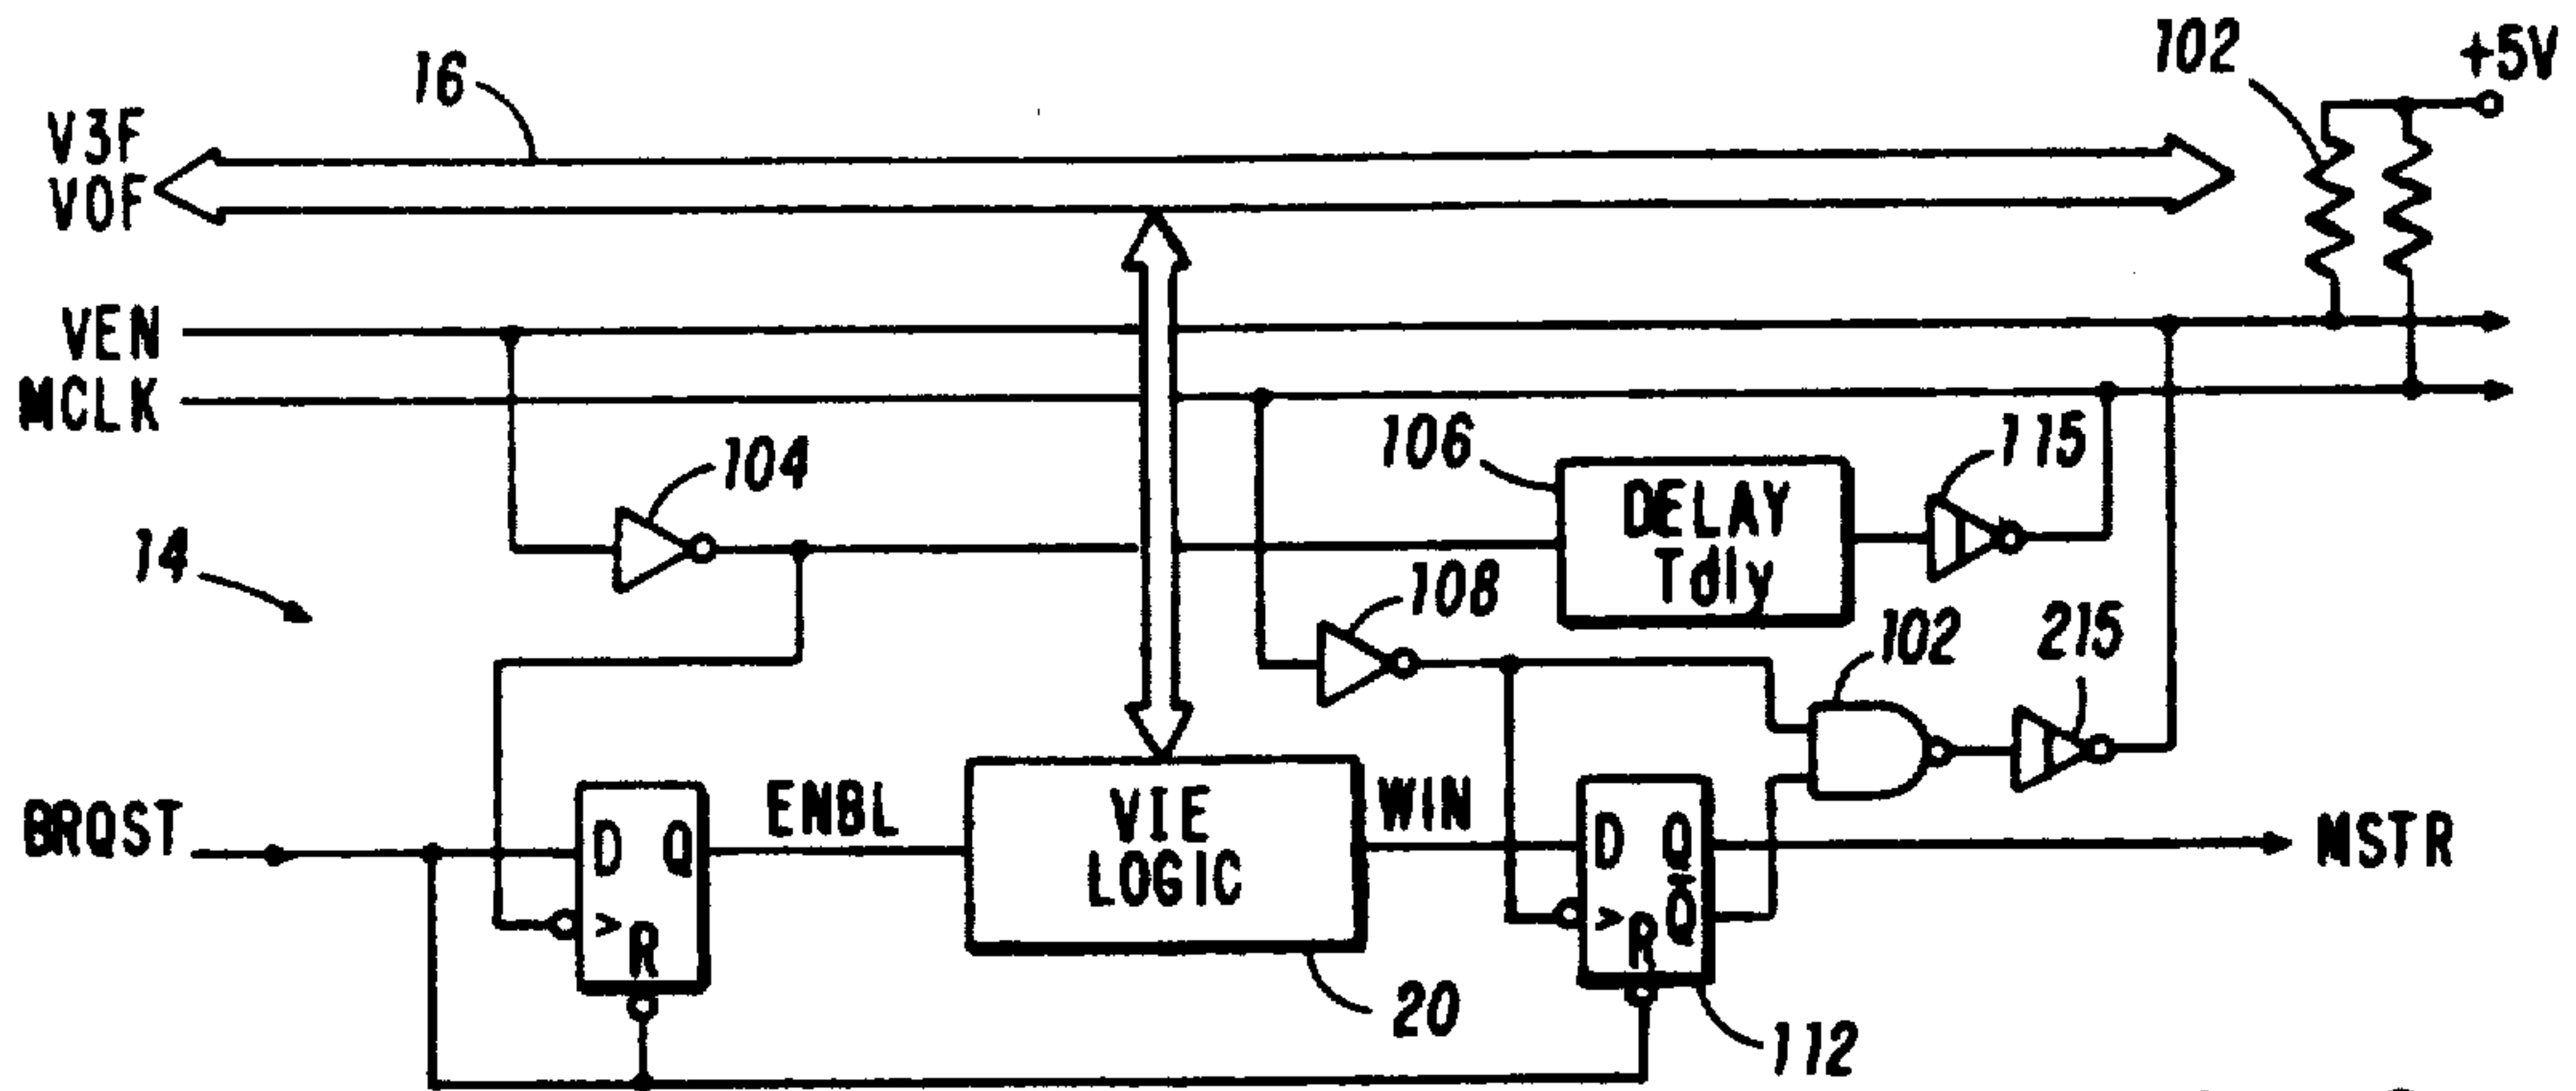 102
+5V
16
V3F
V0F
VEN
MCLK
104
106
DELAY
Tdly
115
14
108
102
215
BRQST
D Q
> R
ENBL
VIE
LOGIC
20
WIN
D Q
> R Q̅
112
MSTR